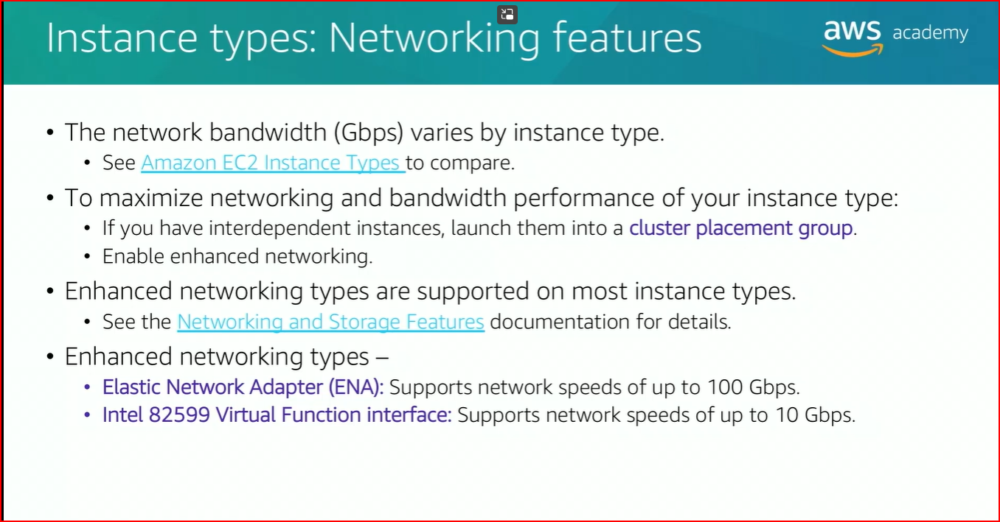 Instance types: Networking features
aws academy
• The network bandwidth (Gbps) varies by instance type.
• See Amazon EC2 Instance Types to compare.
• To maximize networking and bandwidth performance of your instance type:
• If you have interdependent instances, launch them into a cluster placement group.
• Enable enhanced networking.
• Enhanced networking types are supported on most instance types.
• See the Networking and Storage Features documentation for details.
• Enhanced networking types –
• Elastic Network Adapter (ENA): Supports network speeds of up to 100 Gbps.
• Intel 82599 Virtual Function interface: Supports network speeds of up to 10 Gbps.